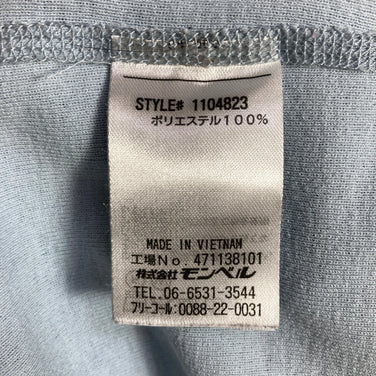 STYLE# 1104823
ポリエステル100%
MADE IN VIETNAM
工場No. 471138101
株式会社 モンベル
TEL.06-6531-3544
フリーコール:0088-22-0031